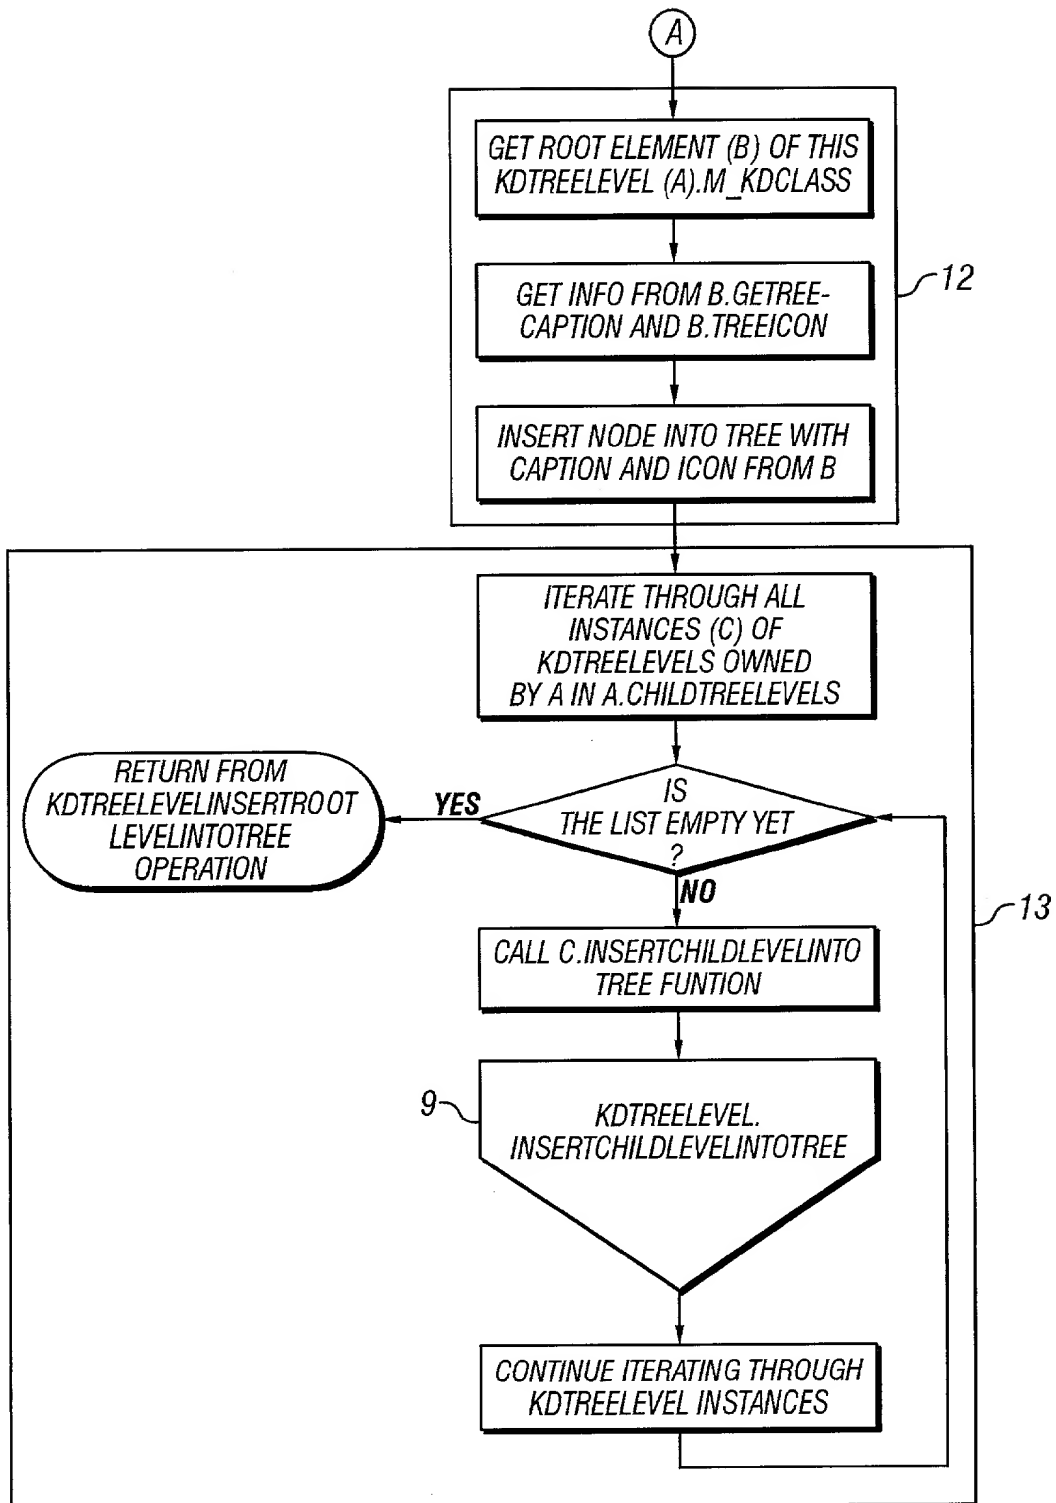 A
GET ROOT ELEMENT (B) OF THIS
KDTREELEVEL (A).M_KDCLASS
GET INFO FROM B.GETREE-
CAPTION AND B.TREEICON
12
INSERT NODE INTO TREE WITH
CAPTION AND ICON FROM B
ITERATE THROUGH ALL
INSTANCES (C) OF
KDTREELEVELS OWNED
BY A IN A.CHILDTREELEVELS
IS
THE LIST EMPTY YET
?
YES
RETURN FROM
KDTREELEVELINSERTROOT
LEVELINTOTREE
OPERATION
NO
13
CALL C.INSERTCHILDLEVELINTO
TREE FUNTION
9
KDTREELEVEL.
INSERTCHILDLEVELINTOTREE
CONTINUE ITERATING THROUGH
KDTREELEVEL INSTANCES